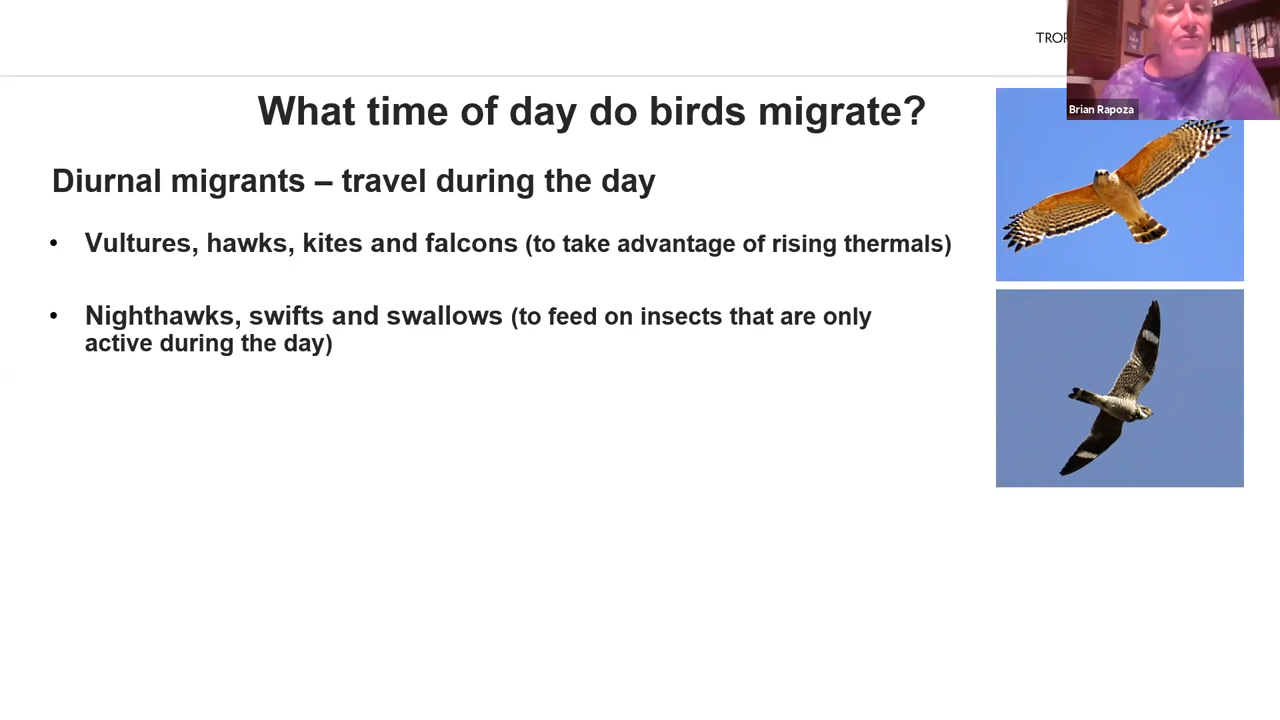 Brian Rapoza
What time of day do birds migrate?
Diurnal migrants – travel during the day
• Vultures, hawks, kites and falcons (to take advantage of rising thermals)
• Nighthawks, swifts and swallows (to feed on insects that are only
active during the day)